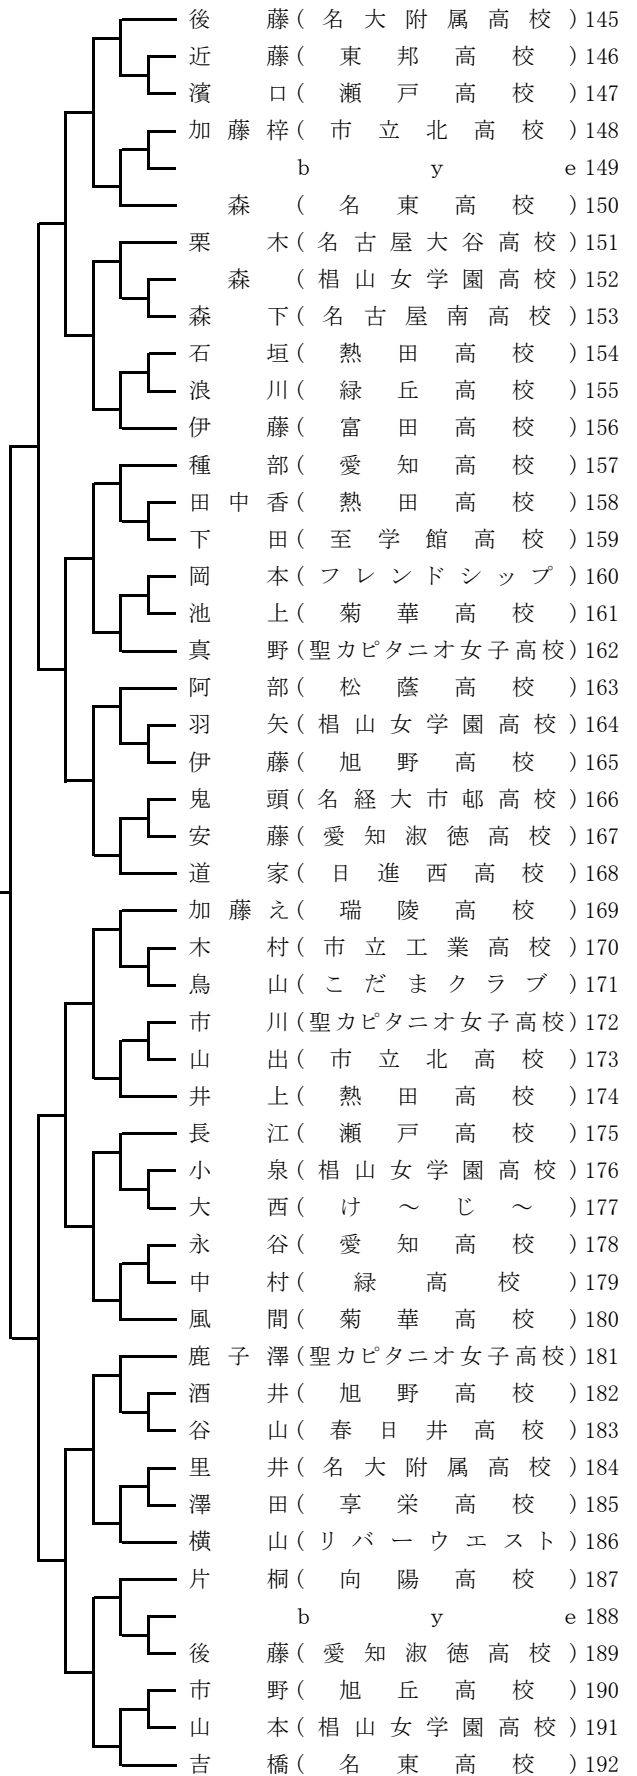 後藤(名大附属高校)145
近藤(東邦高校)146
濱口(瀬戸高校)147
加藤梓(市立北高校)148
bye 149
森(名東高校)150
栗木(名古屋大谷高校)151
森(椙山女学園高校)152
森下(名古屋南高校)153
石垣(熱田高校)154
浪川(緑丘高校)155
伊藤(富田高校)156
種部(愛知高校)157
田中香(熱田高校)158
下田(至学館高校)159
岡本(フレンドシップ)160
池上(菊華高校)161
真野(聖カピタニオ女子高校)162
阿部(松蔭高校)163
羽矢(椙山女学園高校)164
伊藤(旭野高校)165
鬼頭(名経大市邨高校)166
安藤(愛知淑徳高校)167
道家(日進西高校)168
加藤え(瑞陵高校)169
木村(市立工業高校)170
鳥山(こだまクラブ)171
市川(聖カピタニオ女子高校)172
山出(市立北高校)173
井上(熱田高校)174
長江(瀬戸高校)175
小泉(椙山女学園高校)176
大西(け～じ～)177
永谷(愛知高校)178
中村(緑高校)179
風間(菊華高校)180
鹿子澤(聖カピタニオ女子高校)181
酒井(旭野高校)182
谷山(春日井高校)183
里井(名大附属高校)184
澤田(享栄高校)185
横山(リバーウエスト)186
片桐(向陽高校)187
bye 188
後藤(愛知淑徳高校)189
市野(旭丘高校)190
山本(椙山女学園高校)191
吉橋(名東高校)192